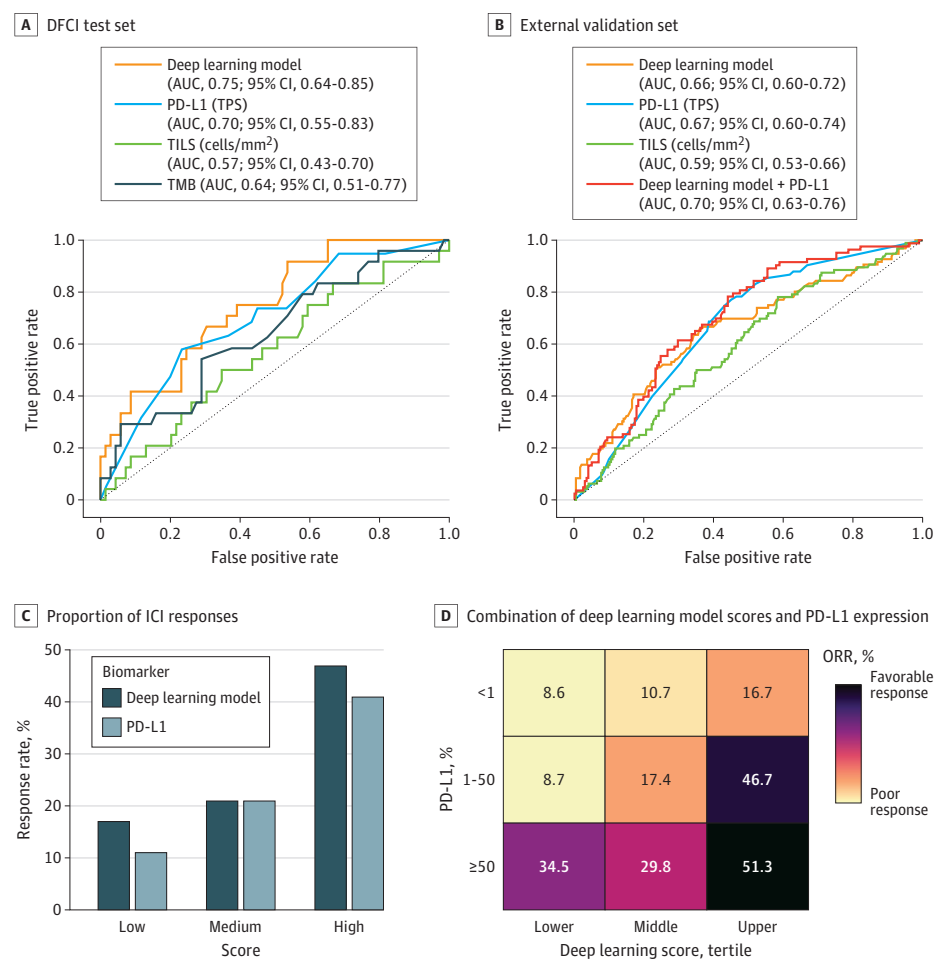 A DFCI test set
Deep learning model
(AUC, 0.75; 95% CI, 0.64-0.85)
PD-L1 (TPS)
(AUC, 0.70; 95% CI, 0.55-0.83)
TILS (cells/mm²)
(AUC, 0.57; 95% CI, 0.43-0.70)
TMB (AUC, 0.64; 95% CI, 0.51-0.77)
1.0
0.8
0.6
0.4
0.2
0
True positive rate
0 0.2 0.4 0.6 0.8 1.0
False positive rate
B External validation set
Deep learning model
(AUC, 0.66; 95% CI, 0.60-0.72)
PD-L1 (TPS)
(AUC, 0.67; 95% CI, 0.60-0.74)
TILS (cells/mm²)
(AUC, 0.59; 95% CI, 0.53-0.66)
Deep learning model + PD-L1
(AUC, 0.70; 95% CI, 0.63-0.76)
1.0
0.8
0.6
0.4
0.2
0
True positive rate
0 0.2 0.4 0.6 0.8 1.0
False positive rate
C Proportion of ICI responses
50
40
30
20
10
0
Response rate, %
Biomarker
Deep learning model
PD-L1
Low Medium High
Score
D Combination of deep learning model scores and PD-L1 expression
PD-L1, %
<1 8.6 10.7 16.7
1-50 8.7 17.4 46.7
≥50 34.5 29.8 51.3
Lower Middle Upper
Deep learning score, tertile
ORR, %
Favorable
response
Poor
response